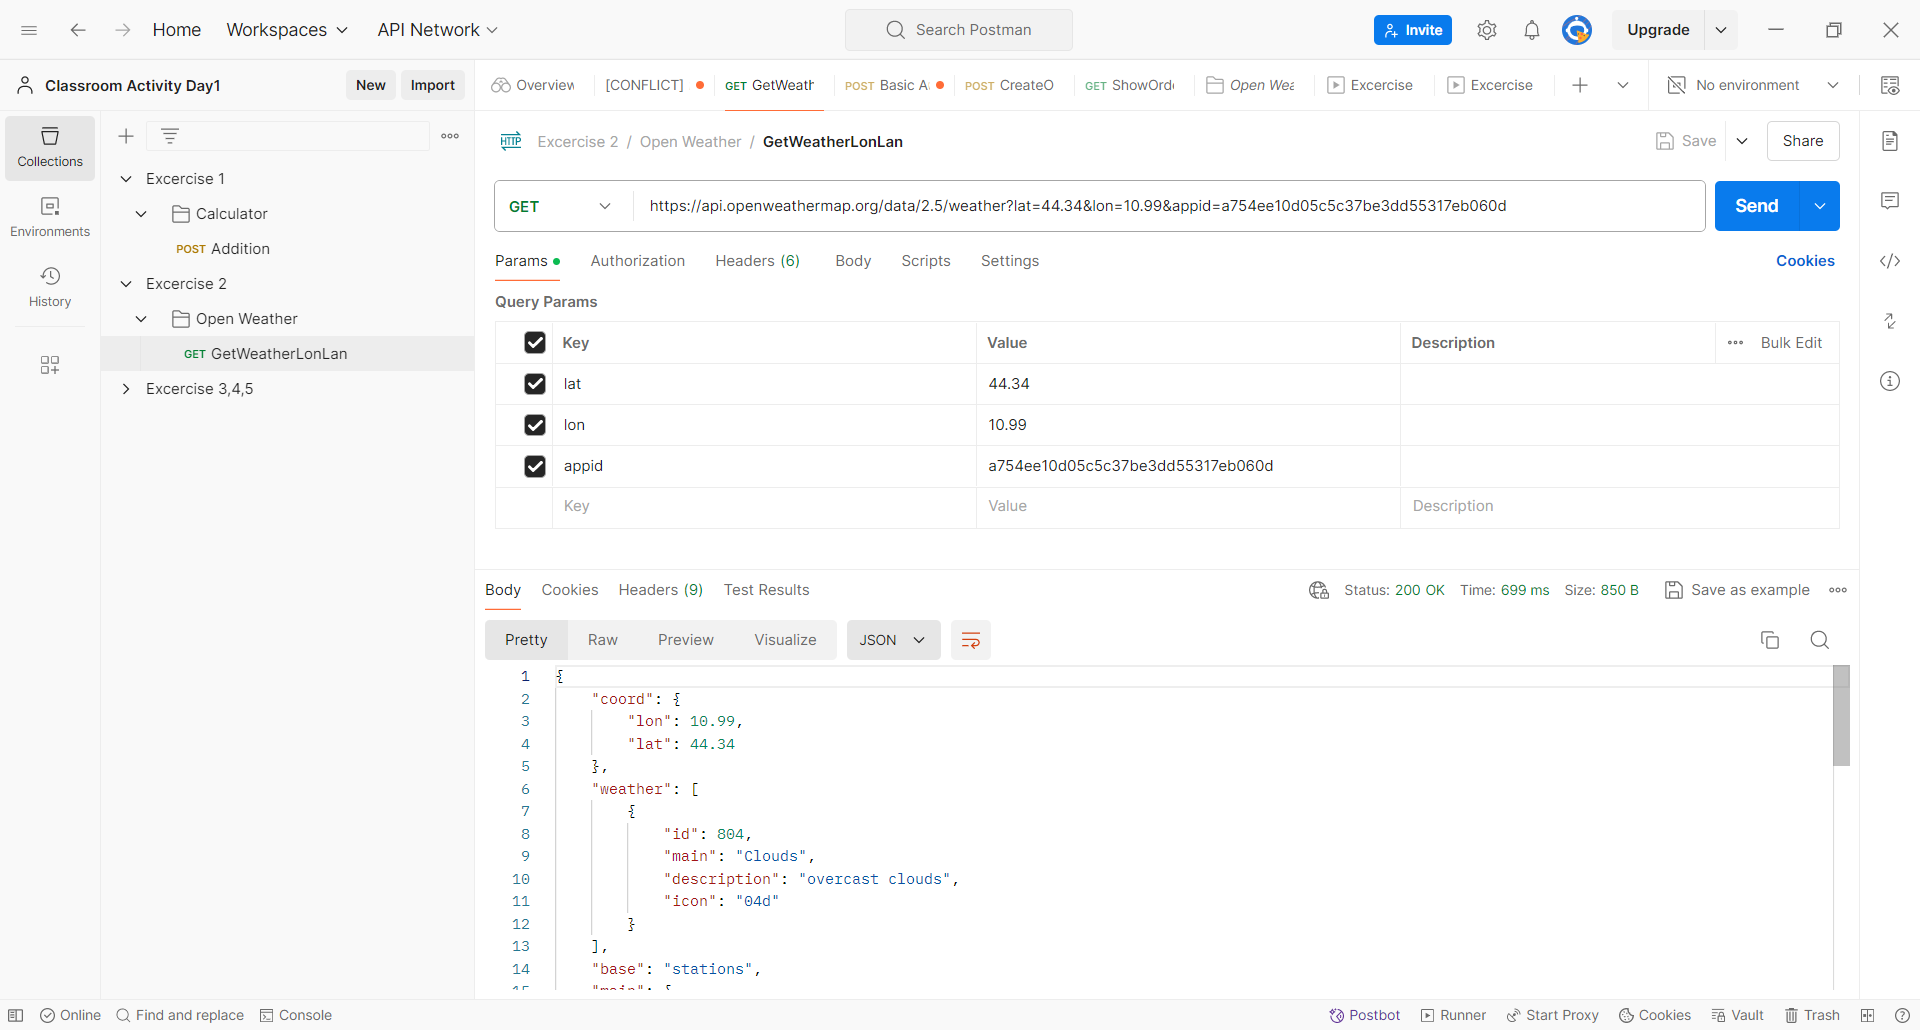 Home Workspaces API Network Search Postman Invite Upgrade
Classroom Activity Day1 New Import
Overview [CONFLICT] GET GetWeath POST Basic A POST CreateO GET ShowOrd Open Wea Excercise Excercise No environment
Collections
Environments
History
Excercise 1
Calculator
POST Addition
Excercise 2
Open Weather
GET GetWeatherLonLan
Excercise 3,4,5
HTTP Excercise 2 / Open Weather / GetWeatherLonLan Save Share
GET https://api.openweathermap.org/data/2.5/weather?lat=44.34&lon=10.99&appid=a754ee10d05c5c37be3dd55317eb060d Send
Params Authorization Headers (6) Body Scripts Settings Cookies
Query Params
Key Value Description Bulk Edit
lat 44.34
lon 10.99
appid a754ee10d05c5c37be3dd55317eb060d
Key Value Description
Body Cookies Headers (9) Test Results Status: 200 OK Time: 699 ms Size: 850 B Save as example
Pretty Raw Preview Visualize JSON
1 {
2 "coord": {
3 "lon": 10.99,
4 "lat": 44.34
5 },
6 "weather": [
7 {
8 "id": 804,
9 "main": "Clouds",
10 "description": "overcast clouds",
11 "icon": "04d"
12 }
13 ],
14 "base": "stations",
15 "main": {
Online Find and replace Console Postbot Runner Start Proxy Cookies Vault Trash